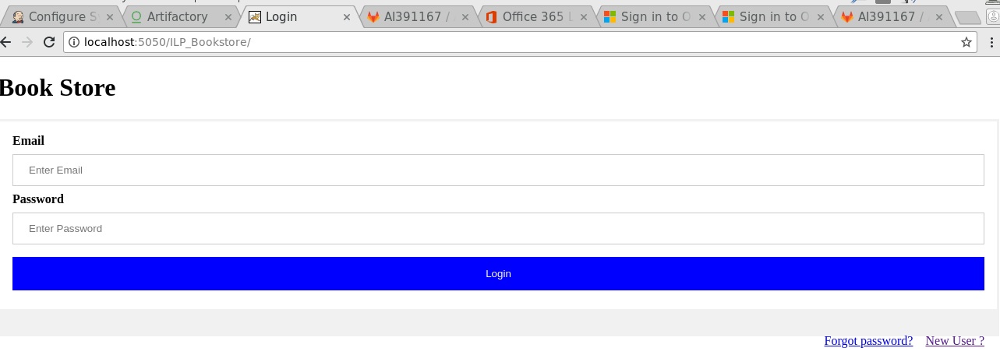 Configure S
Artifactory
Login
AI391167 /
Office 365 L
Sign in to O
Sign in to O
AI391167 /
localhost:5050/ILP_Bookstore/
Book Store
Email
Enter Email
Password
Enter Password
Login
Forgot password? New User ?